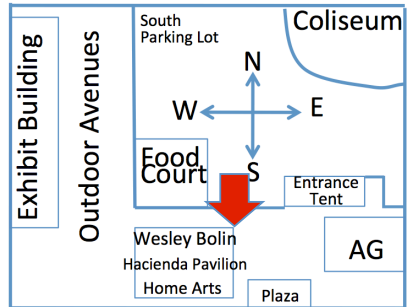 South
Parking Lot
Coliseum
N
W
E
S
Exhibit Building
Outdoor Avenues
Food
Court
Entrance
Tent
Wesley Bolin
Hacienda Pavilion
Home Arts
AG
Plaza